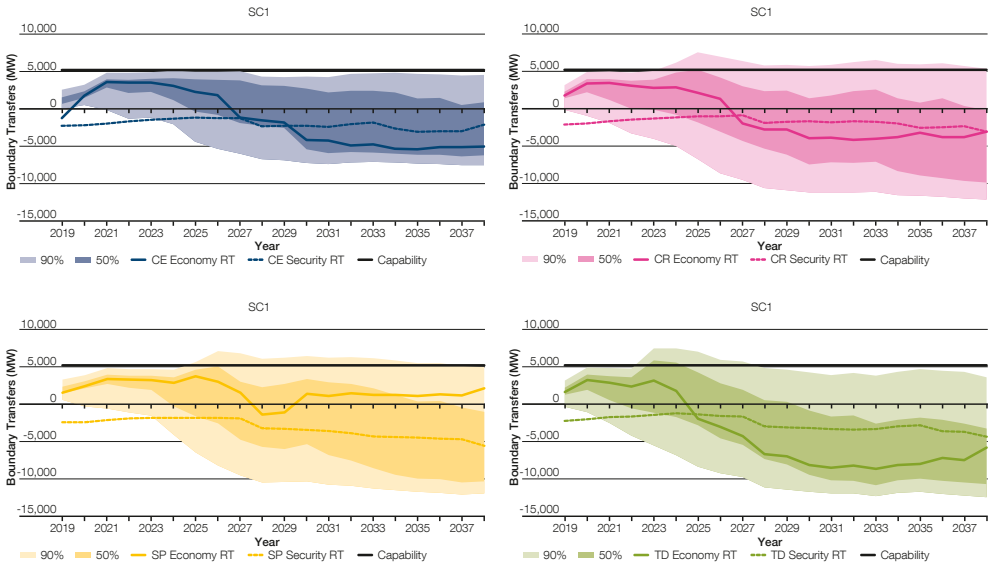 SC1
10,000
5,000
0
-5,000
-10,000
-15,000
Boundary Transfers (MW)
2019 2021 2023 2025 2027 2029 2031 2033 2035 2037
Year
90% 50% CE Economy RT CE Security RT Capability
SC1
10,000
5,000
0
-5,000
-10,000
-15,000
Boundary Transfers (MW)
2019 2021 2023 2025 2027 2029 2031 2033 2035 2037
Year
90% 50% CR Economy RT CR Security RT Capability
SC1
10,000
5,000
0
-5,000
-10,000
-15,000
Boundary Transfers (MW)
2019 2021 2023 2025 2027 2029 2031 2033 2035 2037
Year
90% 50% SP Economy RT SP Security RT Capability
SC1
10,000
5,000
0
-5,000
-10,000
-15,000
Boundary Transfers (MW)
2019 2021 2023 2025 2027 2029 2031 2033 2035 2037
Year
90% 50% TD Economy RT TD Security RT Capability